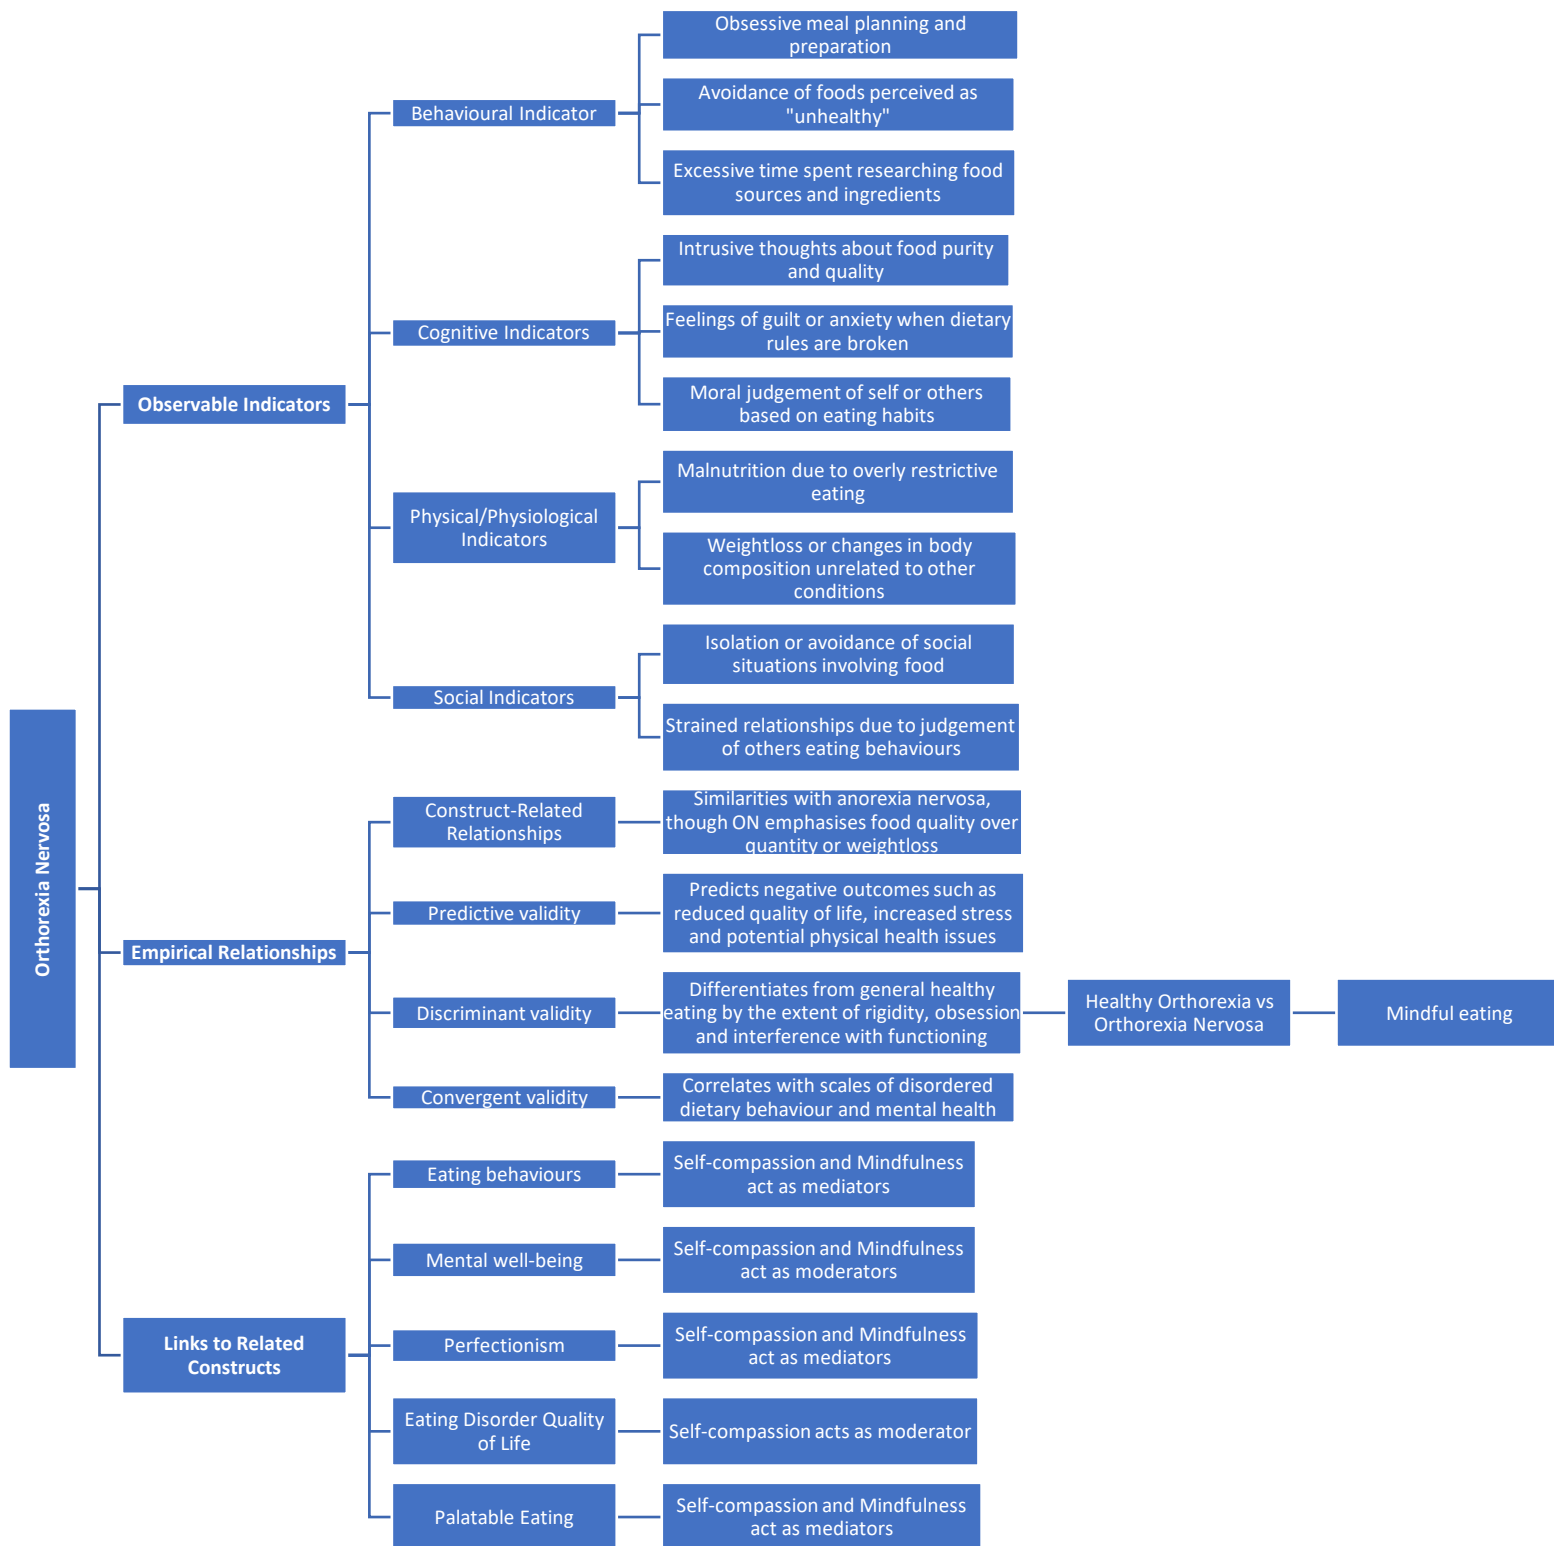 Orthorexia Nervosa
Observable Indicators
Behavioural Indicator
Obsessive meal planning and
preparation
Avoidance of foods perceived as
"unhealthy"
Excessive time spent researching food
sources and ingredients
Cognitive Indicators
Intrusive thoughts about food purity
and quality
Feelings of guilt or anxiety when dietary
rules are broken
Moral judgement of self or others
based on eating habits
Physical/Physiological
Indicators
Malnutrition due to overly restrictive
eating
Weightloss or changes in body
composition unrelated to other
conditions
Social Indicators
Isolation or avoidance of social
situations involving food
Strained relationships due to judgement
of others eating behaviours
Empirical Relationships
Construct-Related
Relationships
Similarities with anorexia nervosa,
though ON emphasises food quality over
quantity or weightloss
Predictive validity
Predicts negative outcomes such as
reduced quality of life, increased stress
and potential physical health issues
Discriminant validity
Differentiates from general healthy
eating by the extent of rigidity, obsession
and interference with functioning
Healthy Orthorexia vs
Orthorexia Nervosa
Mindful eating
Convergent validity
Correlates with scales of disordered
dietary behaviour and mental health
Links to Related
Constructs
Eating behaviours
Self-compassion and Mindfulness
act as mediators
Mental well-being
Self-compassion and Mindfulness
act as moderators
Perfectionism
Self-compassion and Mindfulness
act as mediators
Eating Disorder Quality
of Life
Self-compassion acts as moderator
Palatable Eating
Self-compassion and Mindfulness
act as mediators